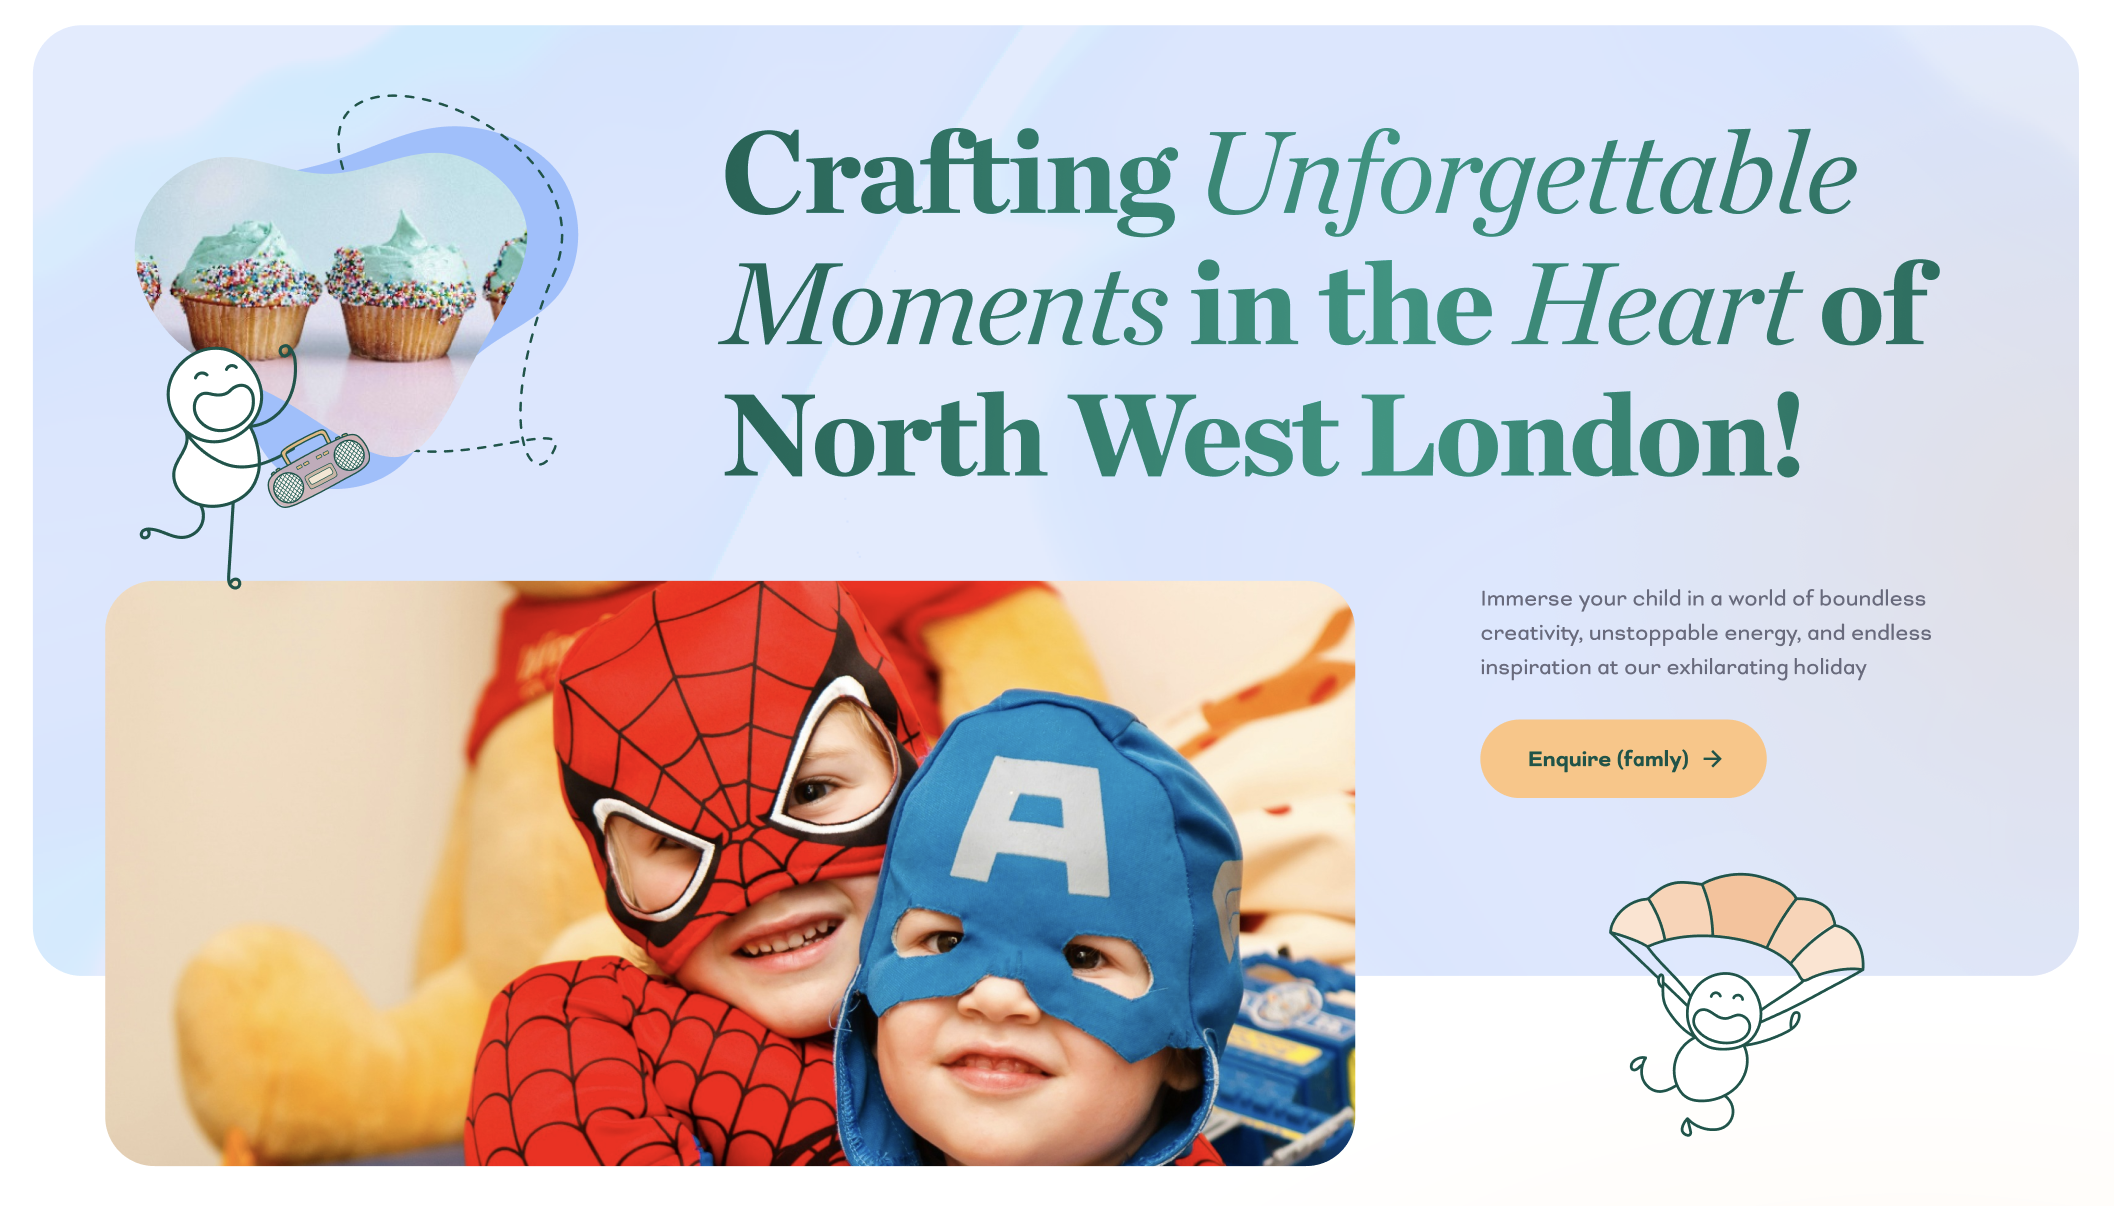 Crafting Unforgettable
Moments in the Heart of
North West London!
Immerse your child in a world of boundless
creativity, unstoppable energy, and endless
inspiration at our exhilarating holiday
Enquire (famly) →
A